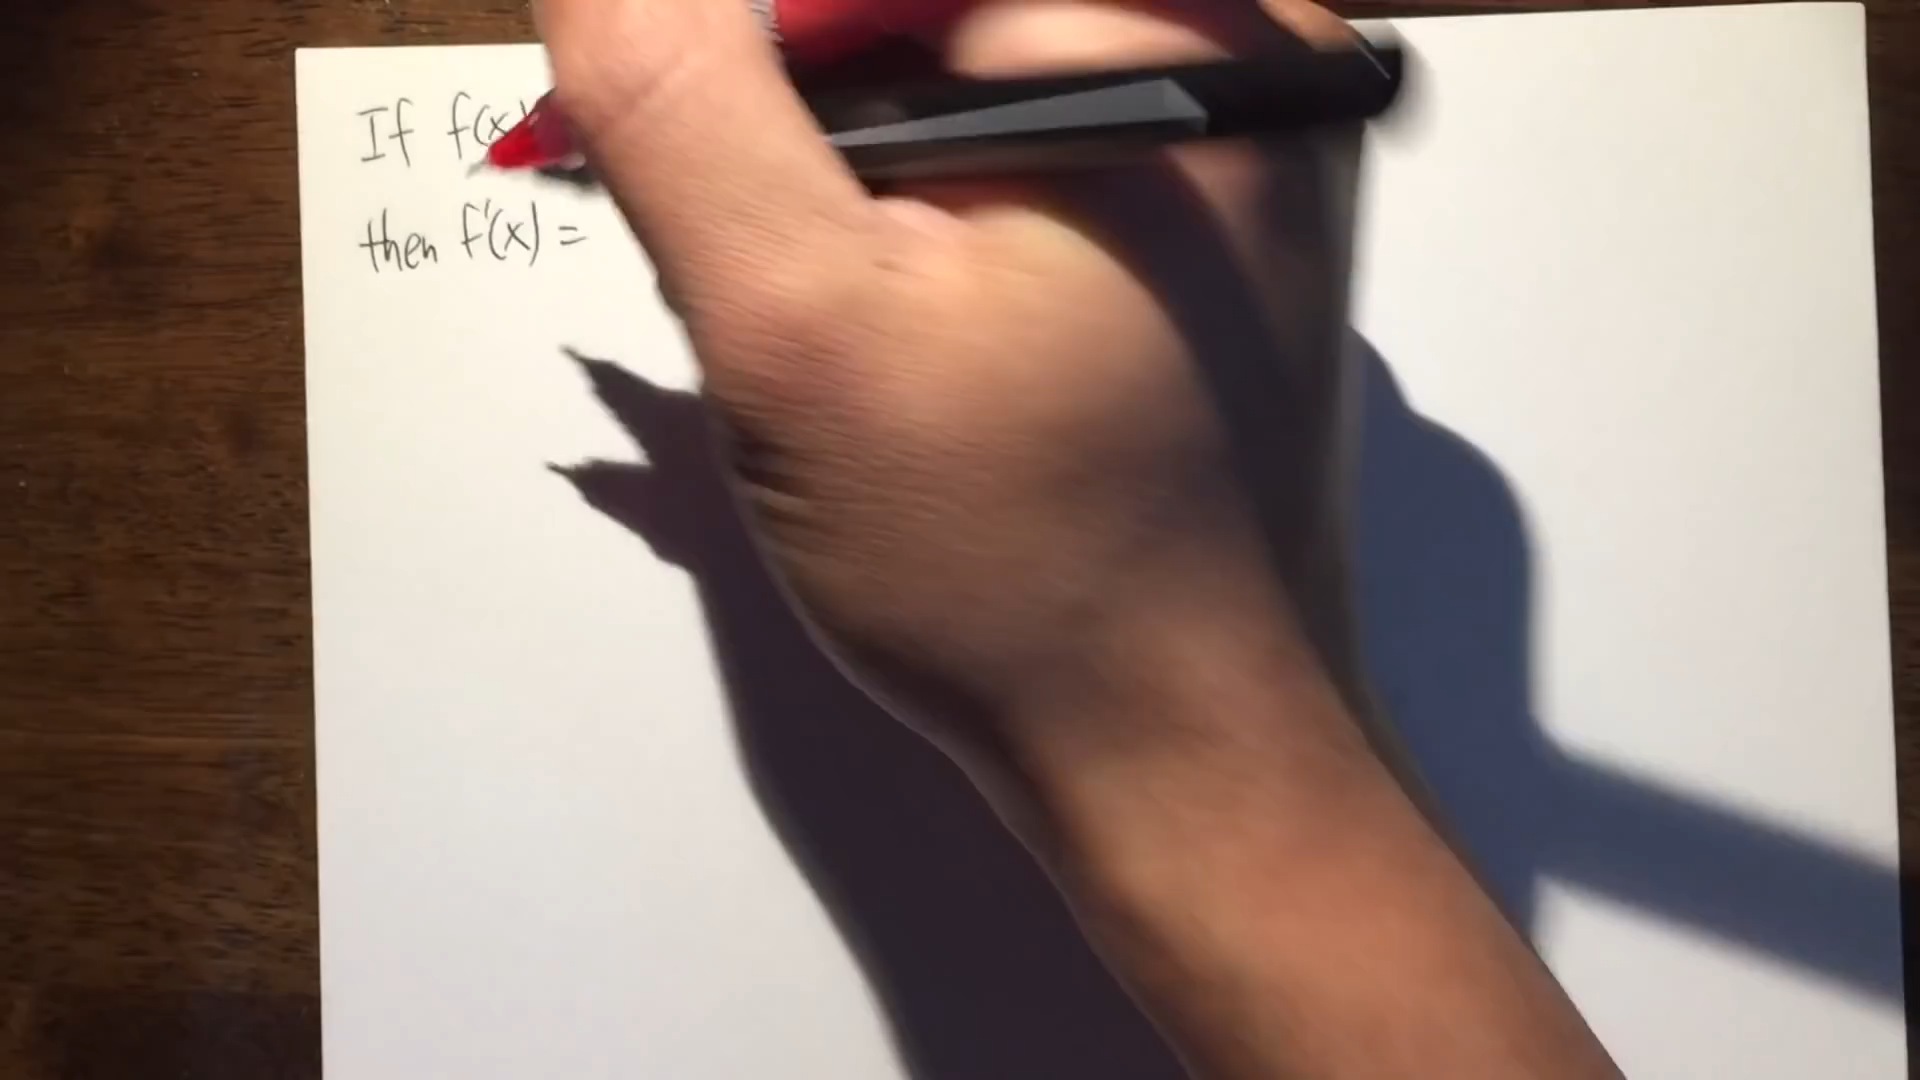 If f(x)
then f'(x) =